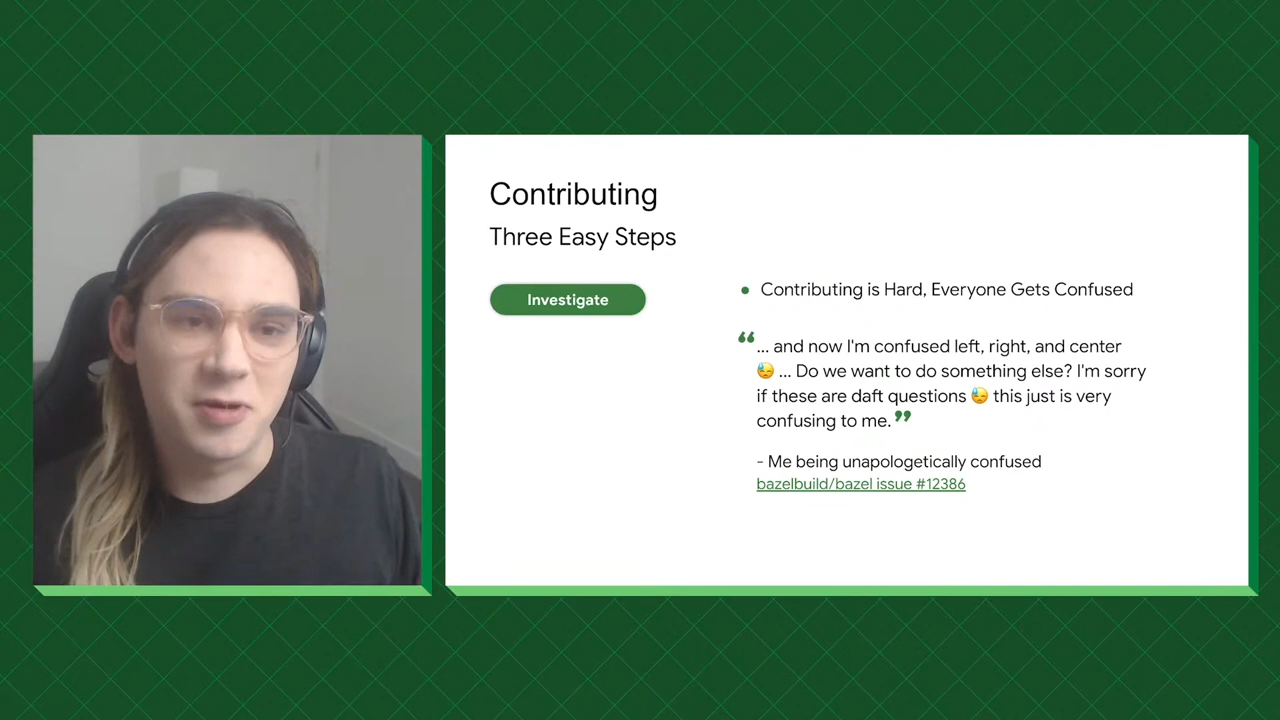 Contributing
Three Easy Steps
Investigate
• Contributing is Hard, Everyone Gets Confused
“... and now I'm confused left, right, and center
😓 ... Do we want to do something else? I'm sorry
if these are daft questions 😓 this just is very
confusing to me.”
- Me being unapologetically confused
bazelbuild/bazel issue #12386